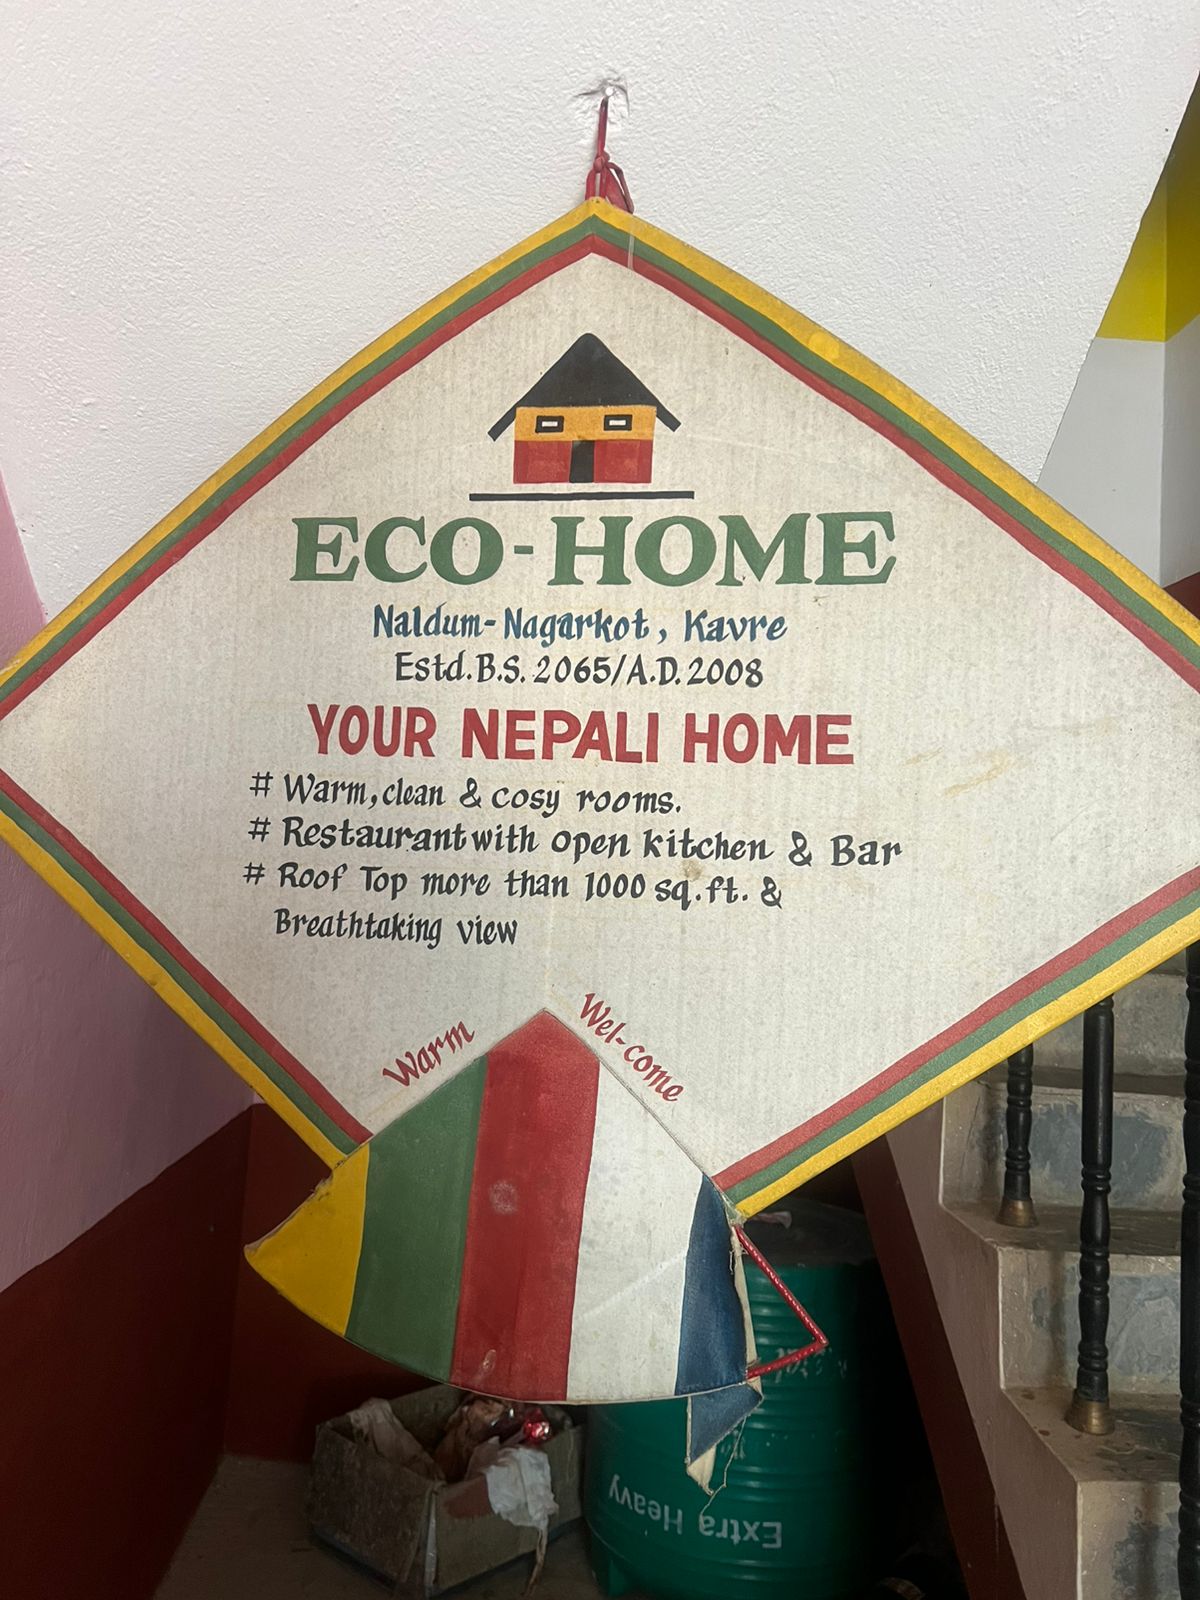 ECO-HOME
Naldum-Nagarkot, Kavre
Estd.B.S.2065/A.D.2008
YOUR NEPALI HOME
# Warm, clean & cosy rooms.
# Restaurant with open kitchen & Bar
# Roof Top more than 1000 sq.ft. &
Breathtaking view
Warm
Wel-come
Extra Heavy